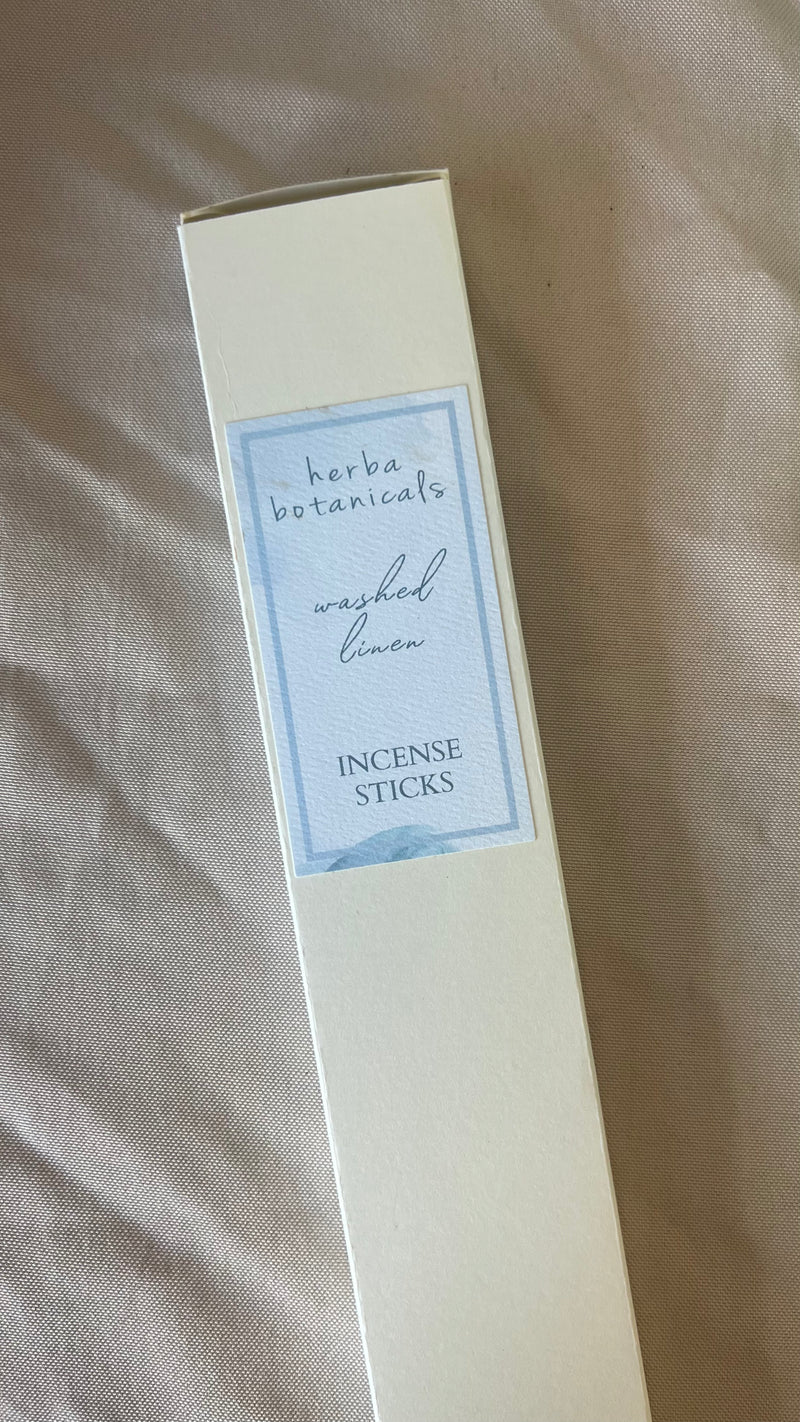 herba
botanicals
washed
linen
INCENSE
STICKS